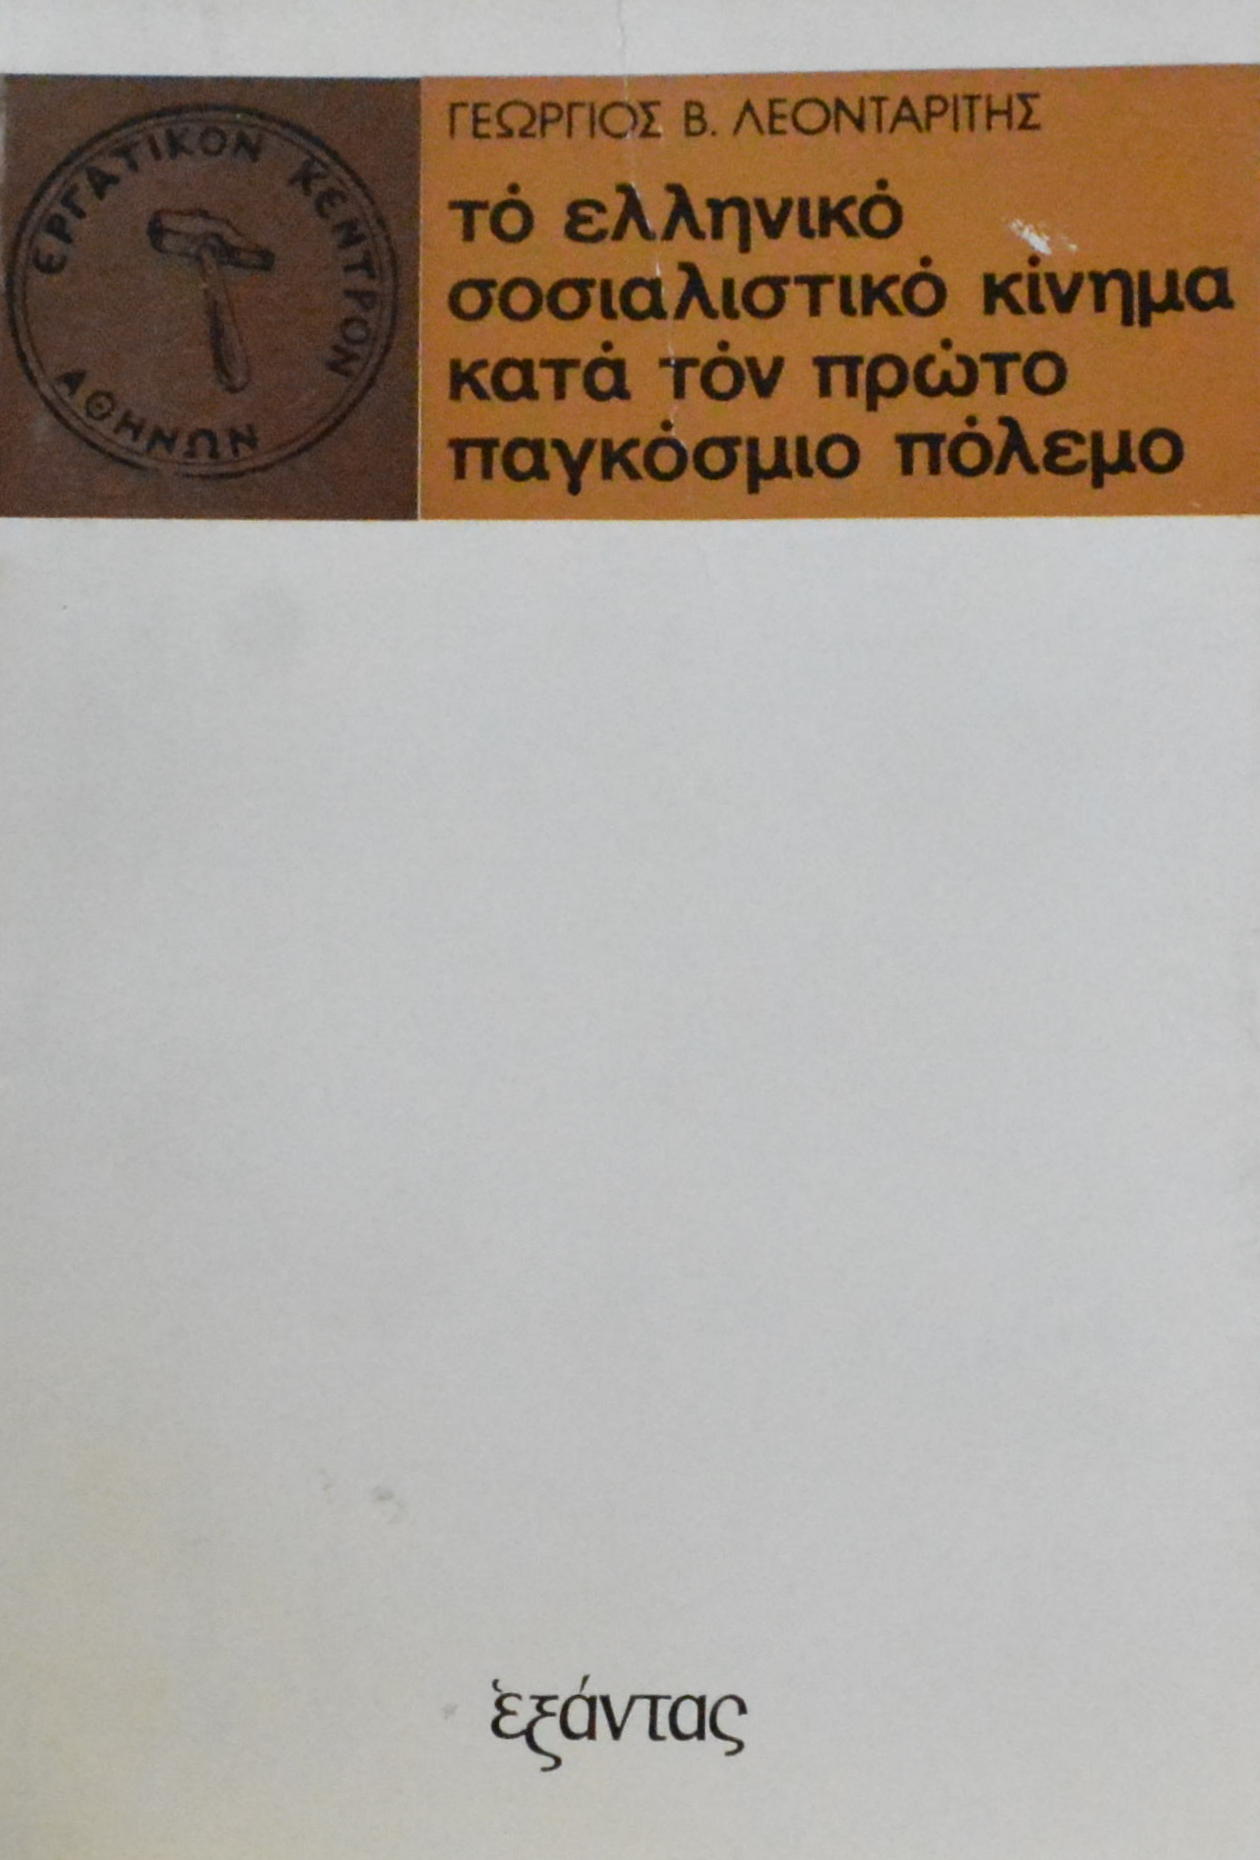 ΕΡΓΑΤΙΚΟΝ ΚΕΝΤΡΟΝ
ΑΘΗΝΩΝ
ΓΕΩΡΓΙΟΣ Β. ΛΕΟΝΤΑΡΙΤΗΣ
τό ελληνικό
σοσιαλιστικό κίνημα
κατά τόν πρώτο
παγκόσμιο πόλεμο
ἐξάντας